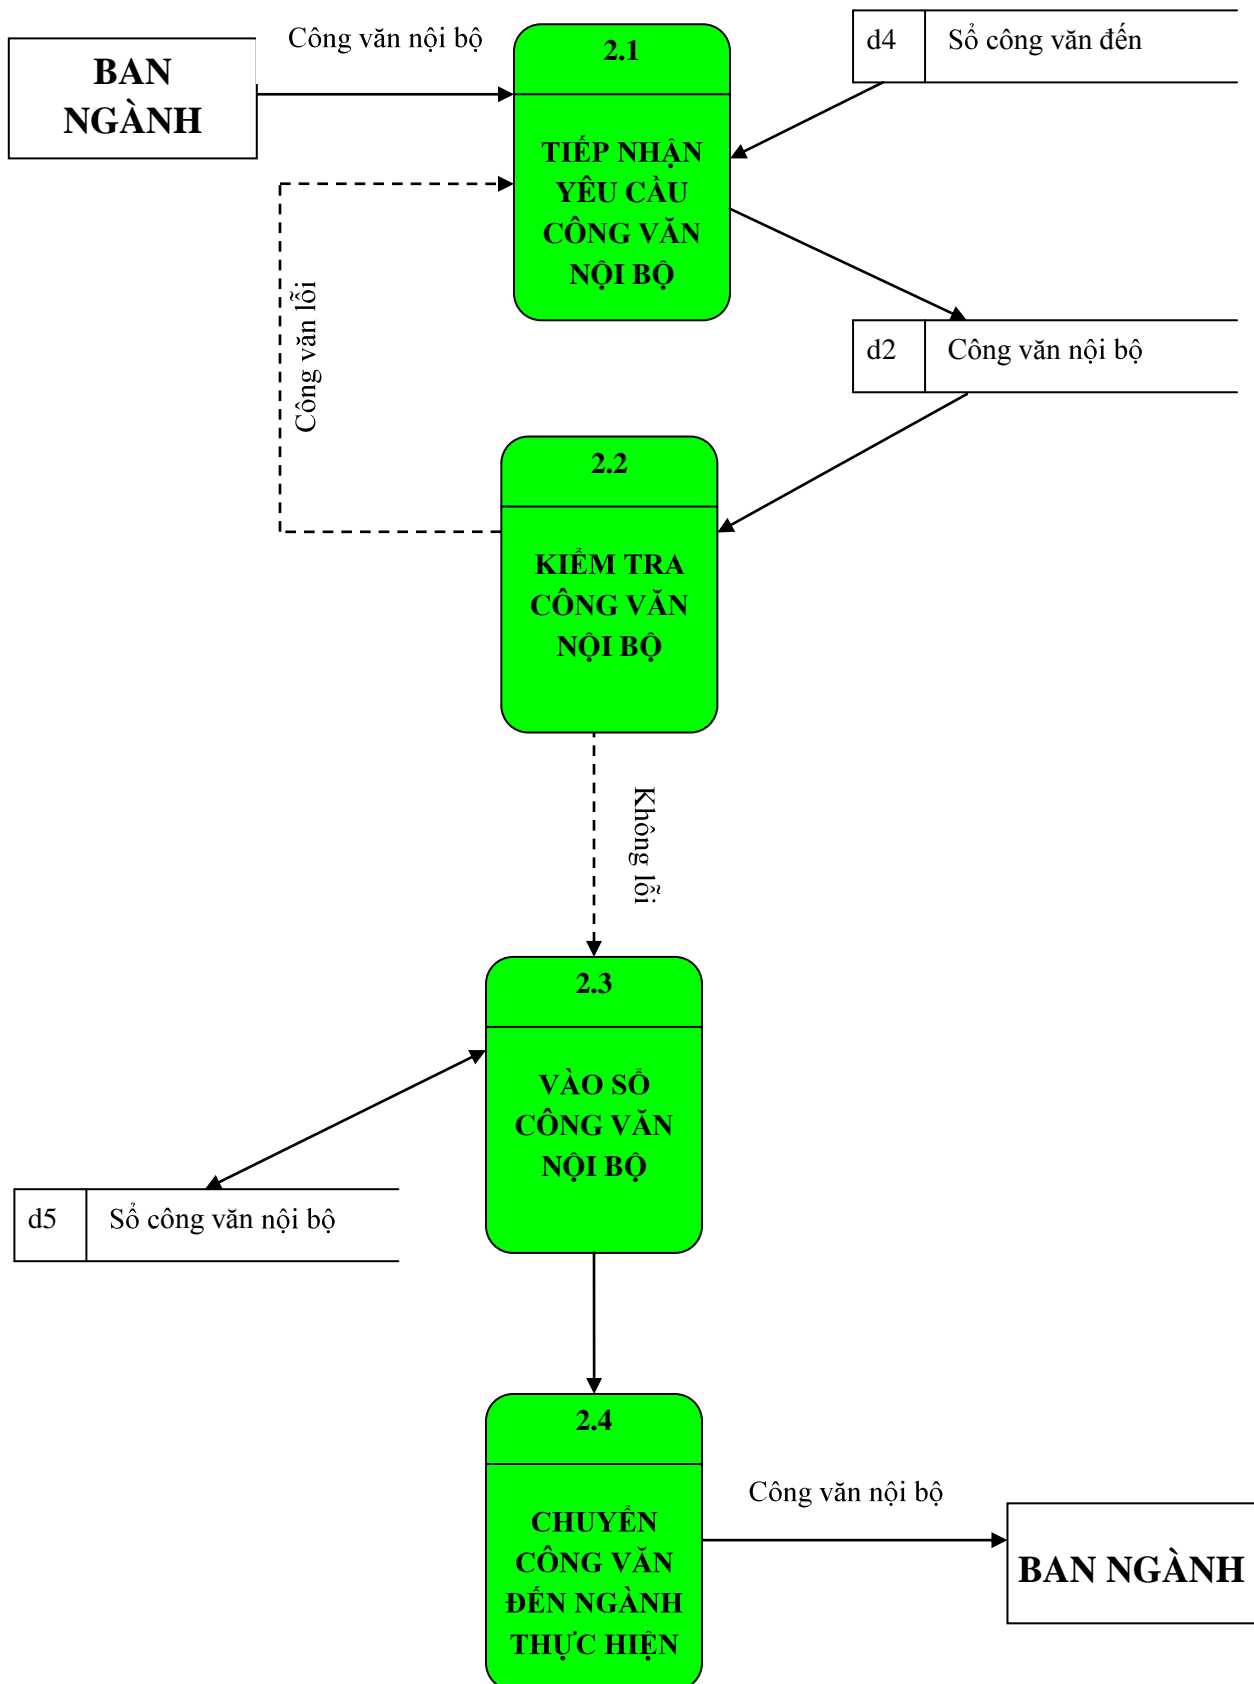 BAN
NGÀNH
Công văn nội bộ
2.1
TIẾP NHẬN
YÊU CẦU
CÔNG VĂN
NỘI BỘ
d4
Sổ công văn đến
Công văn lỗi
d2
Công văn nội bộ
2.2
KIỂM TRA
CÔNG VĂN
NỘI BỘ
Không lỗi
2.3
VÀO SỔ
CÔNG VĂN
NỘI BỘ
d5
Sổ công văn nội bộ
2.4
CHUYỂN
CÔNG VĂN
ĐẾN NGÀNH
THỰC HIỆN
Công văn nội bộ
BAN NGÀNH